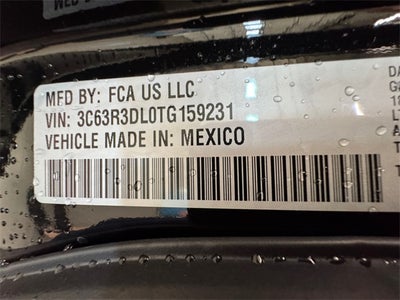 MFD BY: FCA US LLC
VIN: 3C63R3DL0TG159231
VEHICLE MADE IN: MEXICO